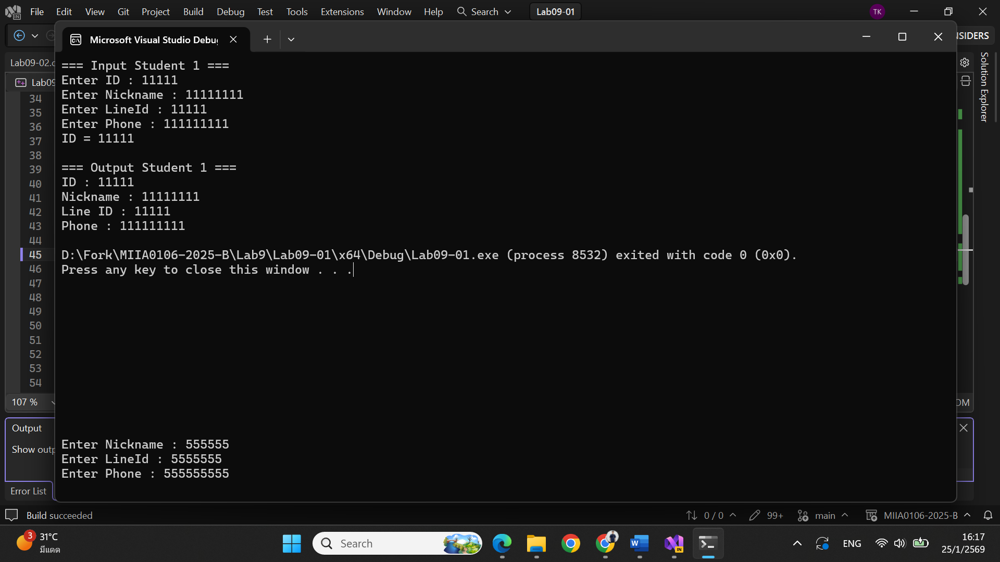 File Edit View Git Project Build Debug Test Tools Extensions Window Help Search Lab09-01 TK
Microsoft Visual Studio Debu
SIDERS
Lab09-02.c
Lab09
Solution Explorer
=== Input Student 1 ===
Enter ID : 11111
Enter Nickname : 11111111
Enter LineId : 11111
Enter Phone : 111111111
ID = 11111
=== Output Student 1 ===
ID : 11111
Nickname : 11111111
Line ID : 11111
Phone : 111111111
D:\Fork\MIIA0106-2025-B\Lab9\Lab09-01\x64\Debug\Lab09-01.exe (process 8532) exited with code 0 (0x0).
Press any key to close this window . . .
Enter Nickname : 555555
Enter LineId : 5555555
Enter Phone : 555555555
34
35
36
37
38
39
40
41
42
43
44
45
46
47
48
49
50
51
52
53
54
107 %
OM
Output
Show outp
Error List
Build succeeded 0 / 0 99+ main MIIA0106-2025-B
3 31°C
มีแดด
Search
ENG
16:17
25/1/2569